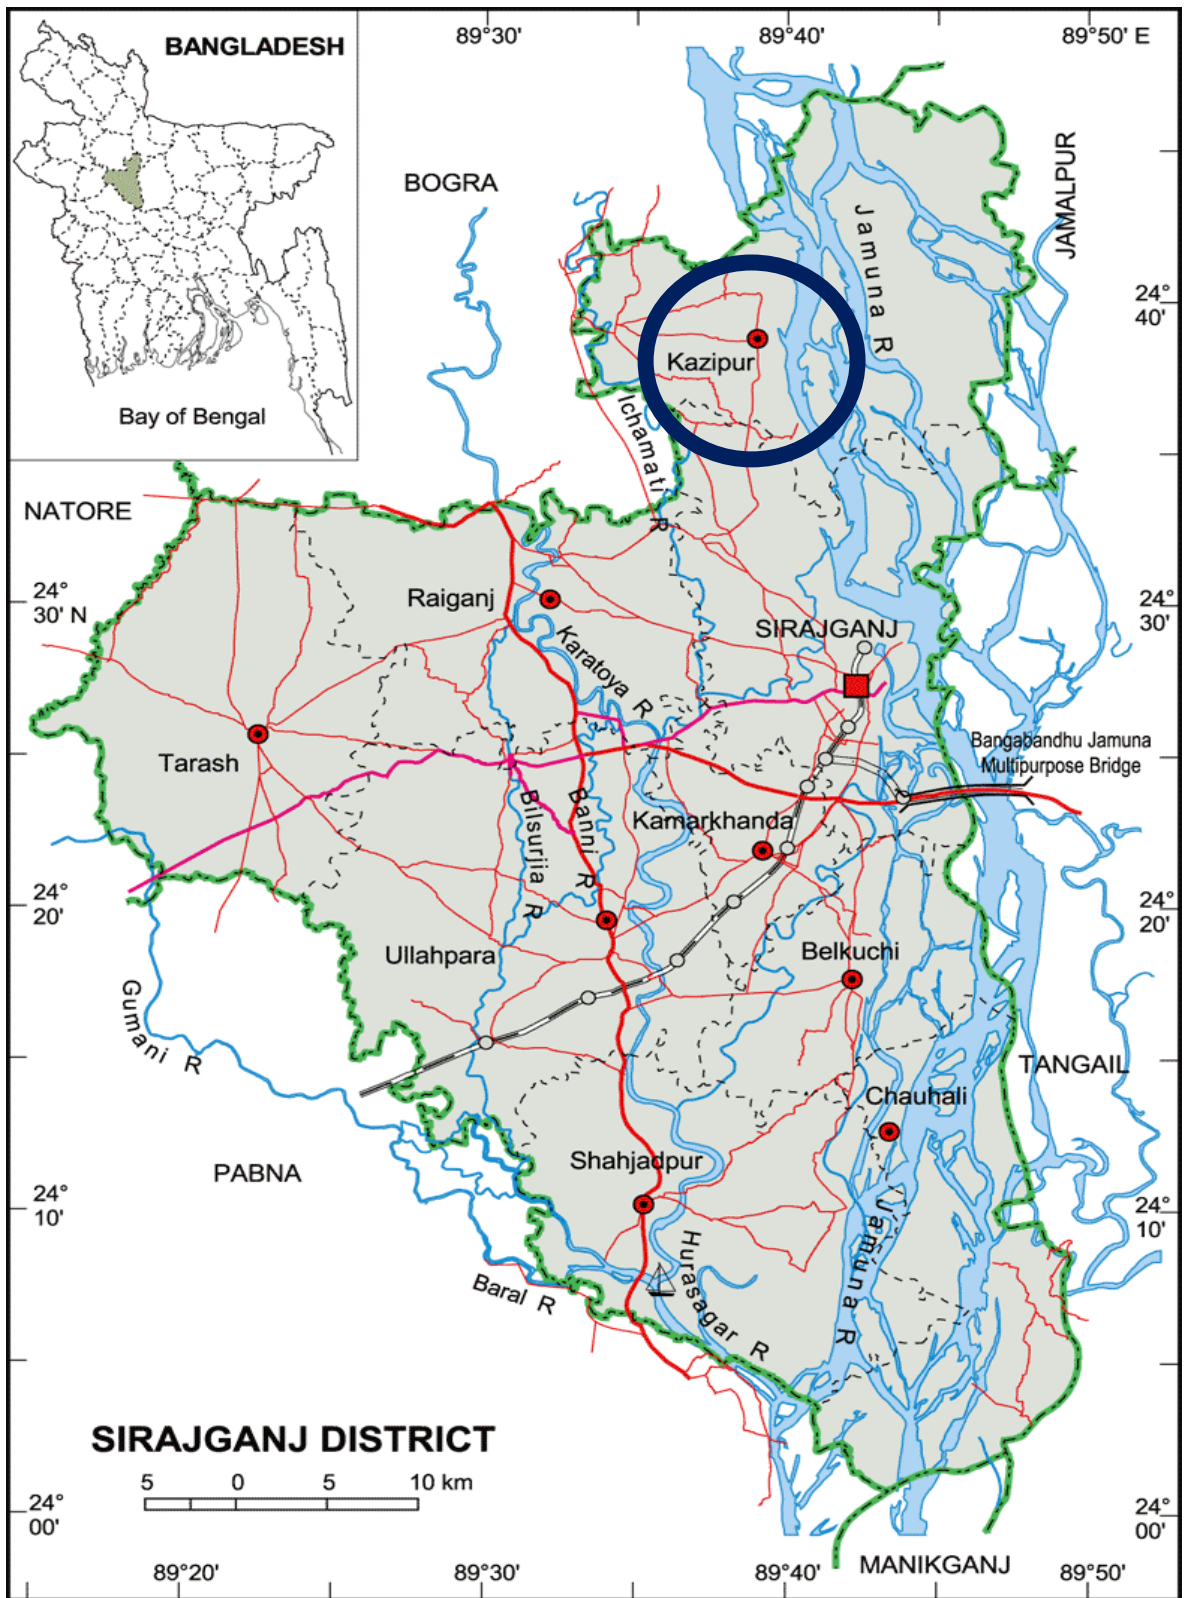 89°30'
89°40'
89°50' E
BANGLADESH
Bay of Bengal
BOGRA
JAMALPUR
Jamuna R
24°
40'
Kazipur
Ichamati R
NATORE
24°
30' N
24°
30'
Raiganj
SIRAJGANJ
Karatoya R
Tarash
Bangabandhu Jamuna
Multipurpose Bridge
Bilsurjia R
Banni R
Kamarkhanda
24°
20'
24°
20'
Ullahpara
Belkuchi
Gumani R
TANGAIL
Chauhali
PABNA
Shahjadpur
24°
10'
24°
10'
Jamuna R
Hurasagar R
Baral R
SIRAJGANJ DISTRICT
5 0 5 10 km
24°
00'
24°
00'
MANIKGANJ
89°20'
89°30'
89°40'
89°50'